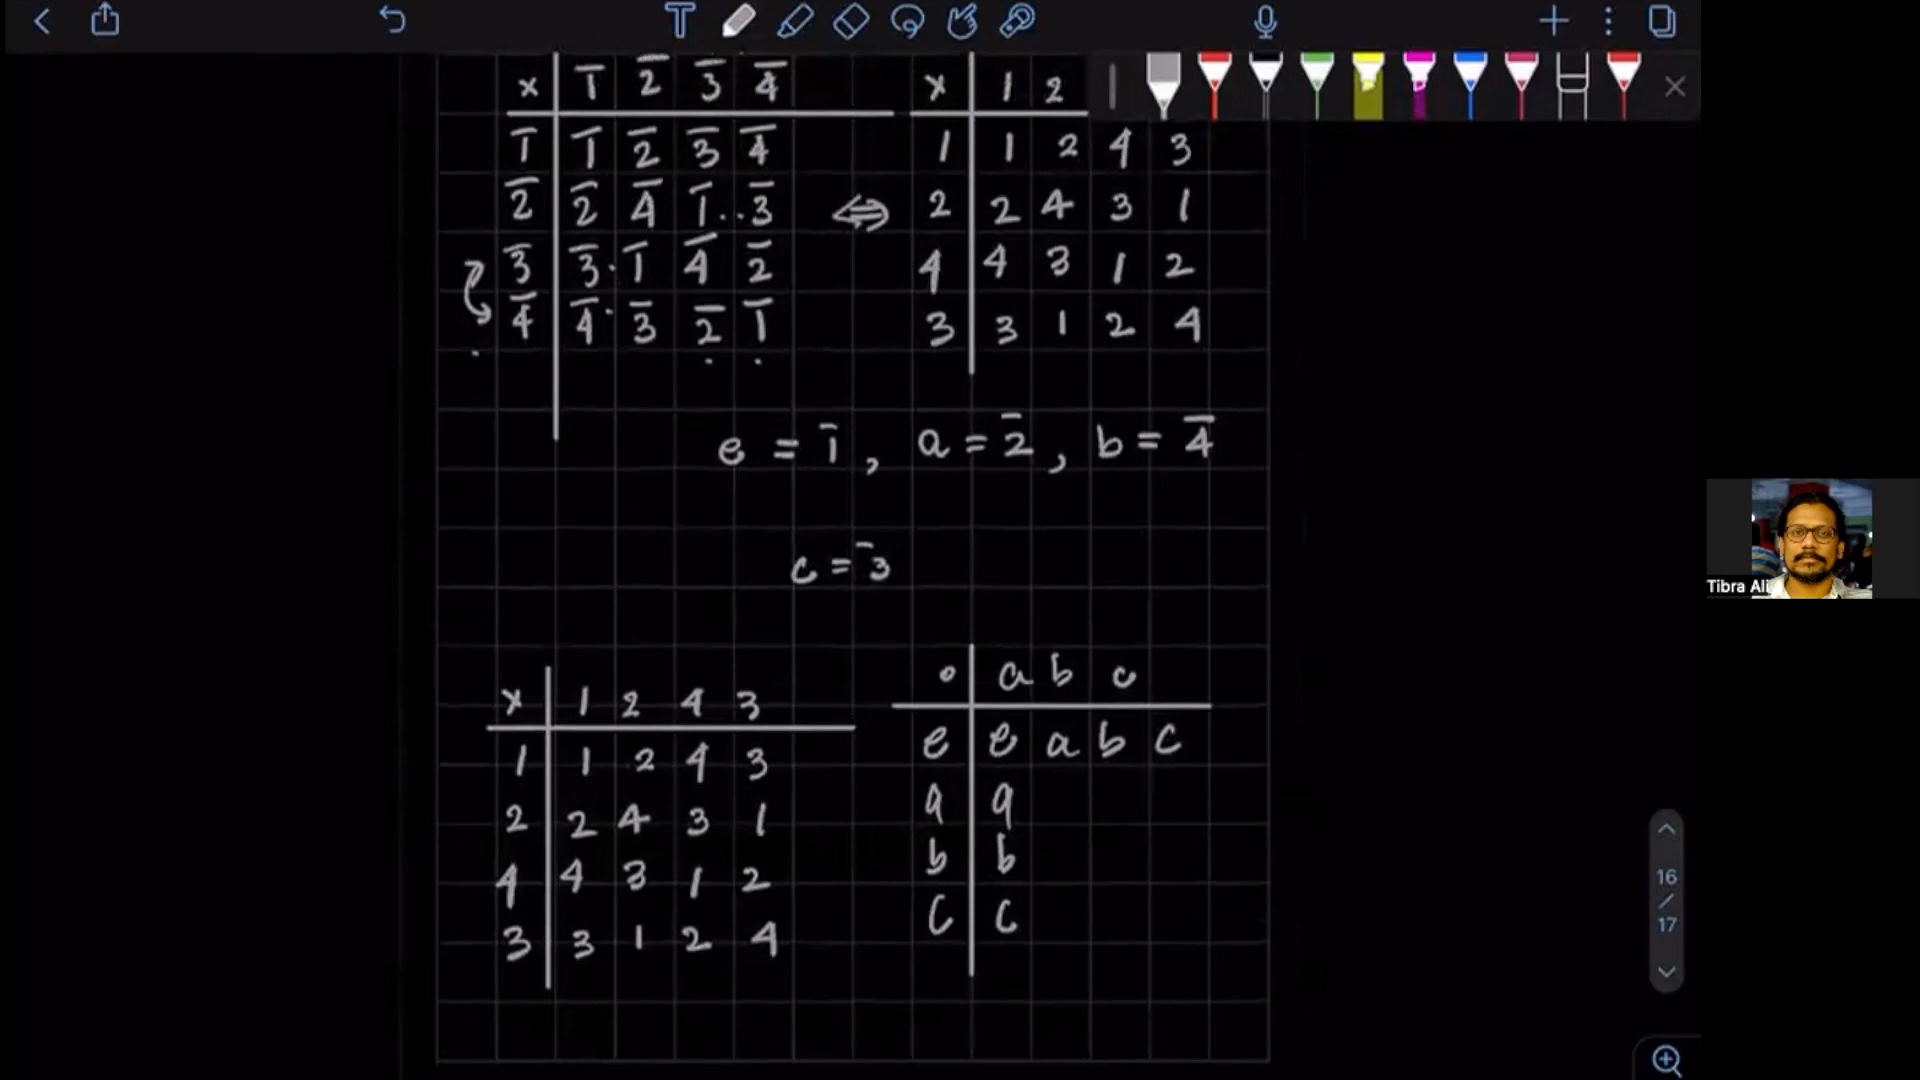 x 1̅ 2̅ 3̅ 4̅
1̅ 1̅ 2̅ 3̅ 4̅
2̅ 2̅ 4̅ 1̅..3̅
3̅ 3̅.1̅ 4̅ 2̅
4̅ 4̅.3̅ 2̅ 1̅
⇔
x 1 2
1 1 2 4 3
2 2 4 3 1
4 4 3 1 2
3 3 1 2 4
e = 1̅, a = 2̅, b = 4̅
c = 3̅
x 1 2 4 3
1 1 2 4 3
2 2 4 3 1
4 4 3 1 2
3 3 1 2 4
∘ a b c
e e a b c
a a
b b
c c
T
16
/
17
Tibra Ali